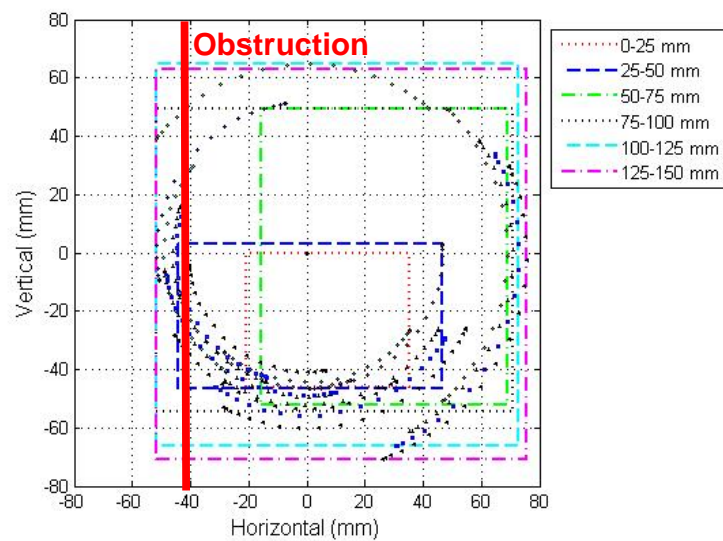 Obstruction
80
60
40
20
0
-20
-40
-60
-80
Vertical (mm)
-80 -60 -40 -20 0 20 40 60 80
Horizontal (mm)
0-25 mm
25-50 mm
50-75 mm
75-100 mm
100-125 mm
125-150 mm